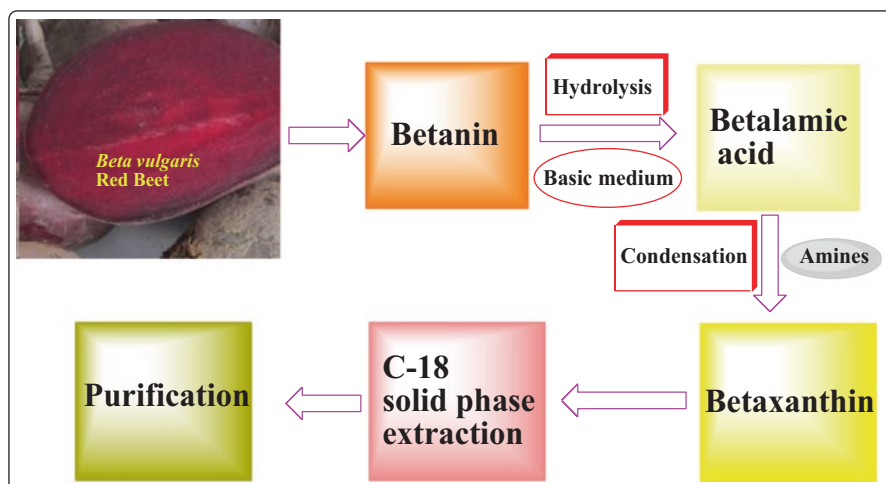 Beta vulgaris
Red Beet
Betanin
Hydrolysis
Basic medium
Betalamic
acid
Condensation
Amines
Betaxanthin
C-18
solid phase
extraction
Purification